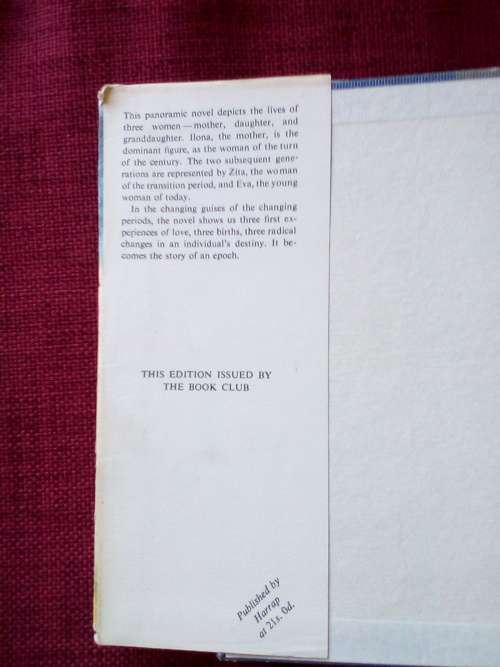 This panoramic novel depicts the lives of
three women — mother, daughter, and
granddaughter. Ilona, the mother, is the
dominant figure, as the woman of the turn
of the century. The two subsequent gene-
rations are represented by Zita, the woman
of the transition period, and Eva, the young
woman of today.
In the changing guises of the changing
periods, the novel shows us three first ex-
periences of love, three births, three radical
changes in an individual's destiny. It be-
comes the story of an epoch.
THIS EDITION ISSUED BY
THE BOOK CLUB
Published by
Harrap
at 21s. 0d.